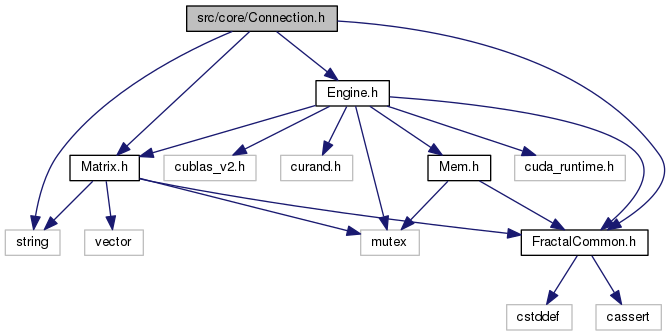 src/core/Connection.h
Engine.h
Matrix.h
cublas_v2.h
curand.h
Mem.h
cuda_runtime.h
string
vector
mutex
FractalCommon.h
cstddef
cassert